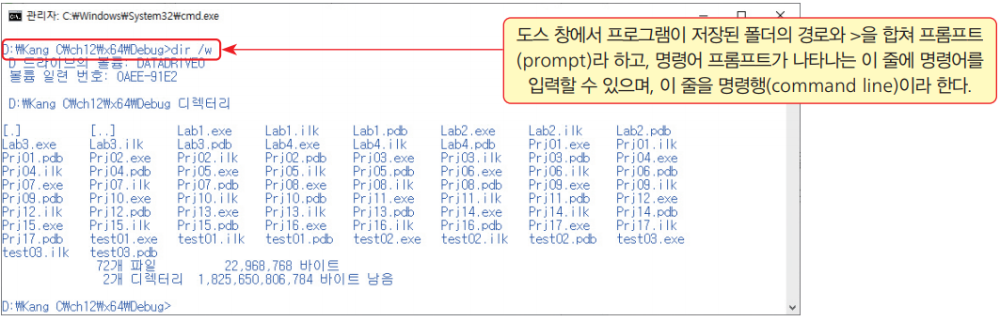 관리자: C:₩Windows₩System32₩cmd.exe
D:₩Kang C₩ch12₩x64₩Debug>dir /w
D 드라이브의 볼륨: DATADRIVE0
볼륨 일련 번호: 0AEE-91E2
D:₩Kang C₩ch12₩x64₩Debug 디렉터리
[.] [..] Lab1.exe Lab1.ilk Lab1.pdb Lab2.exe Lab2.ilk Lab2.pdb
Lab3.exe Lab3.ilk Lab3.pdb Lab4.exe Lab4.ilk Lab4.pdb Prj01.exe Prj01.ilk
Prj01.pdb Prj02.exe Prj02.ilk Prj02.pdb Prj03.exe Prj03.ilk Prj03.pdb Prj04.exe
Prj04.ilk Prj04.pdb Prj05.exe Prj05.ilk Prj05.pdb Prj06.exe Prj06.ilk Prj06.pdb
Prj07.exe Prj07.ilk Prj07.pdb Prj08.exe Prj08.ilk Prj08.pdb Prj09.exe Prj09.ilk
Prj09.pdb Prj10.exe Prj10.ilk Prj10.pdb Prj11.exe Prj11.ilk Prj11.pdb Prj12.exe
Prj12.ilk Prj12.pdb Prj13.exe Prj13.ilk Prj13.pdb Prj14.exe Prj14.ilk Prj14.pdb
Prj15.exe Prj15.ilk Prj15.pdb Prj16.exe Prj16.ilk Prj16.pdb Prj17.exe Prj17.ilk
Prj17.pdb test01.exe test01.ilk test01.pdb test02.exe test02.ilk test02.pdb test03.exe
test03.ilk test03.pdb
72개 파일 22,968,768 바이트
2개 디렉터리 1,825,650,806,784 바이트 남음
D:₩Kang C₩ch12₩x64₩Debug>
도스 창에서 프로그램이 저장된 폴더의 경로와 >을 합쳐 프롬프트
(prompt)라 하고, 명령어 프롬프트가 나타나는 이 줄에 명령어를
입력할 수 있으며, 이 줄을 명령행(command line)이라 한다.